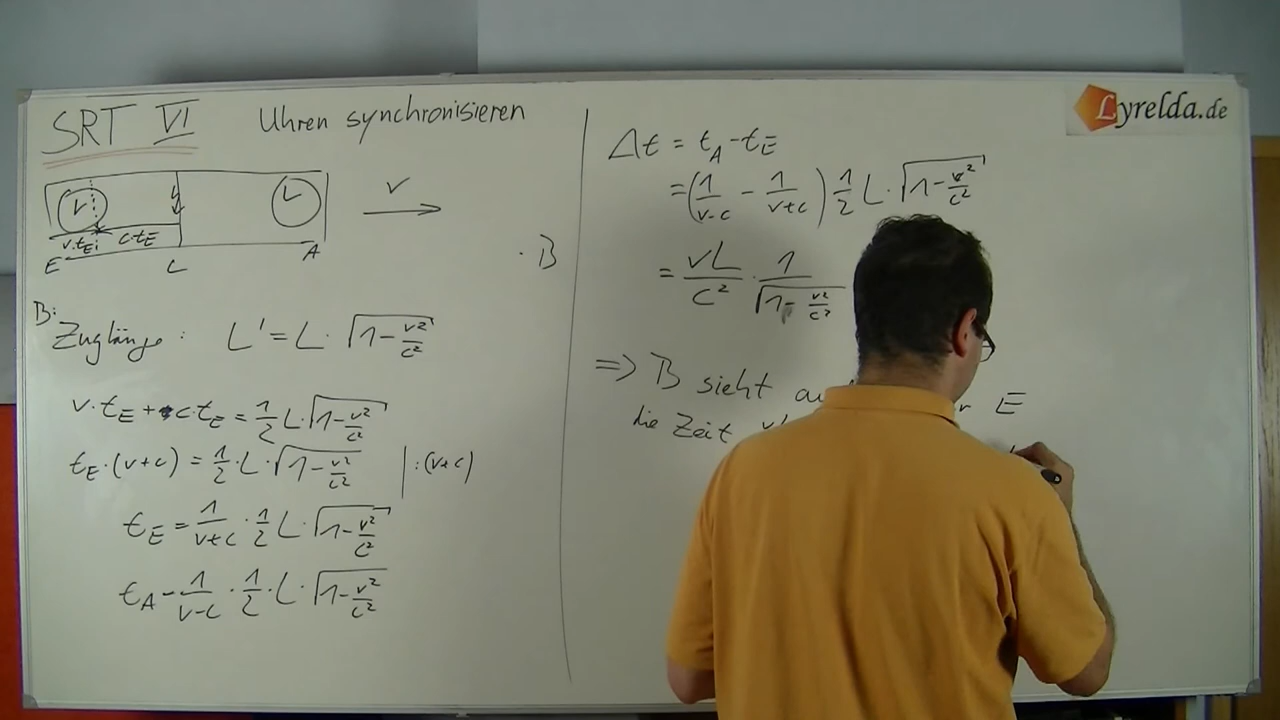 SRT VI Uhren synchronisieren
v
v·t_E c·t_E
E L A
· B
B:
Zuglänge : L' = L · √(1-v²/c²)
v·t_E + c·t_E = 1/2 L · √(1-v²/c²)
t_E·(v+c) = 1/2 · L · √(1-v²/c²) | :(v+c)
t_E = 1/(v+c) · 1/2 L · √(1-v²/c²)
t_A - 1/(v-c) · 1/2 · L · √(1-v²/c²)
Lyrelda.de
Δt = t_A - t_E
= (1/(v-c) - 1/(v+c)) 1/2 L · √(1-v²/c²)
= vL/c² · 1/√(1-v²/c²)
=> B sieht E
die Zeit